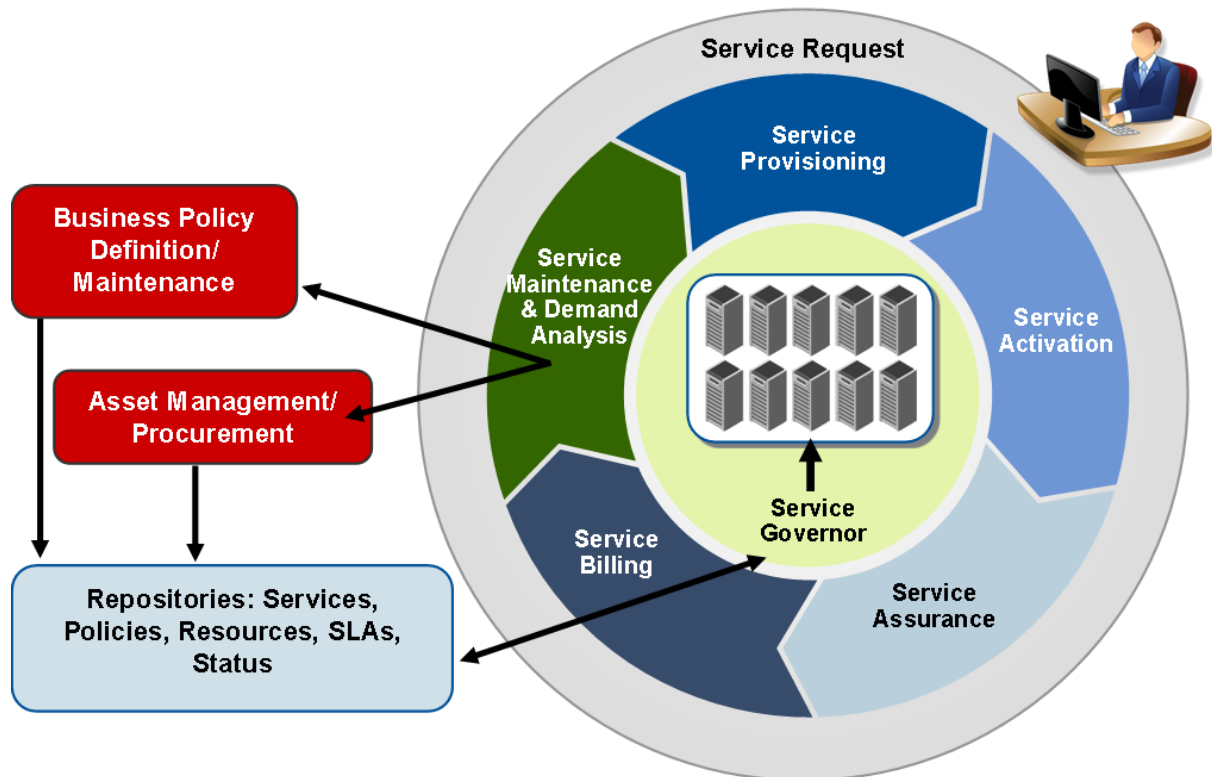 Service Request
Service
Provisioning
Business Policy
Definition/
Maintenance
Service
Maintenance
& Demand
Analysis
Service
Activation
Asset Management/
Procurement
Service
Governor
Service
Billing
Service
Assurance
Repositories: Services,
Policies, Resources, SLAs,
Status